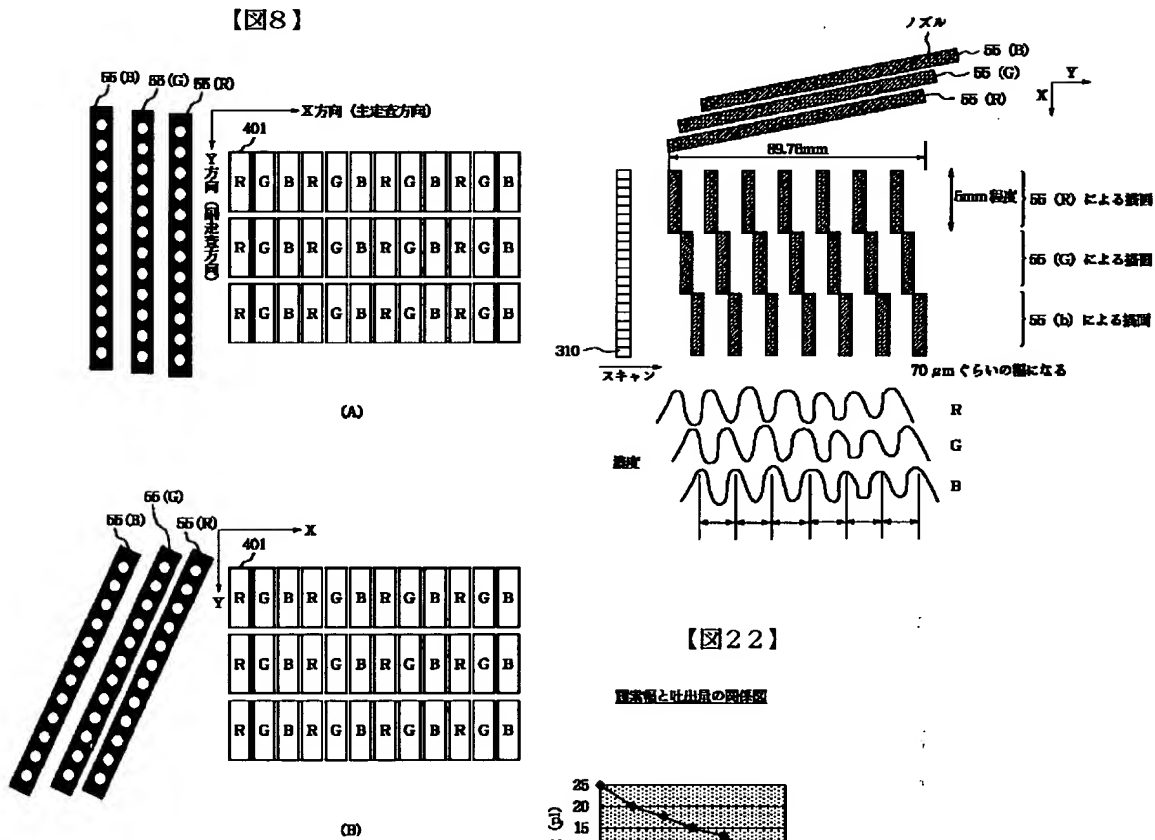 【図8】
55(B) 55(G) 55(R)
X方向(主走査方向)
Y方向(副走査方向)
401
R G B R G B R G B R G B
R G B R G B R G B R G B
R G B R G B R G B R G B
(A)
55(B) 55(G) 55(R)
X
Y
401
R G B R G B R G B R G B
R G B R G B R G B R G B
R G B R G B R G B R G B
(B)
ノズル
55(B)
55(G)
55(R)
Y
X
89.76mm
5mm程度
55(R)による描画
55(G)による描画
55(b)による描画
310
スキャン
70μmぐらいの幅になる
濃度
R
G
B
【図22】
画素幅と吐出量の関係図
25
20
15
(pl)